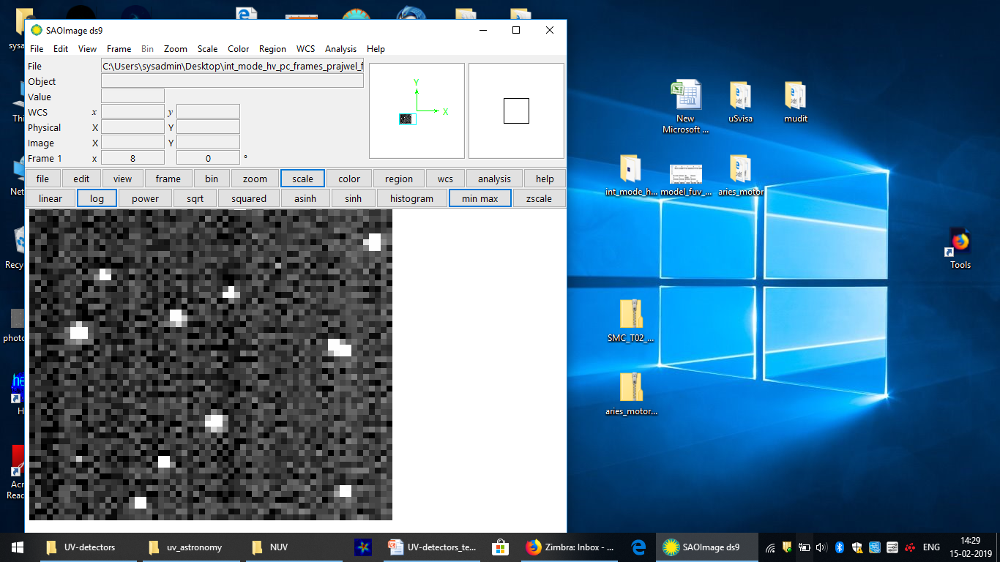 SAOImage ds9
File Edit View Frame Bin Zoom Scale Color Region WCS Analysis Help
File C:\Users\sysadmin\Desktop\int_mode_hv_pc_frames_prajwel_f
Object
Value
WCS x y
Physical X Y
Image X Y
Frame 1 x 8 0 °
Y
X
file edit view frame bin zoom scale color region wcs analysis help
linear log power sqrt squared asinh sinh histogram min max zscale
New Microsoft ...
uSvisa
mudit
int_mode_h...
model_fuv_...
aries_motor
Tools
SMC_T02_...
aries_motor...
sysa
Thi
Net
Recy
photo
H
Acr
Read
UV-detectors
uv_astronomy
NUV
UV-detectors_te...
Zimbra: Inbox - ...
SAOImage ds9
ENG
14:29
15-02-2019